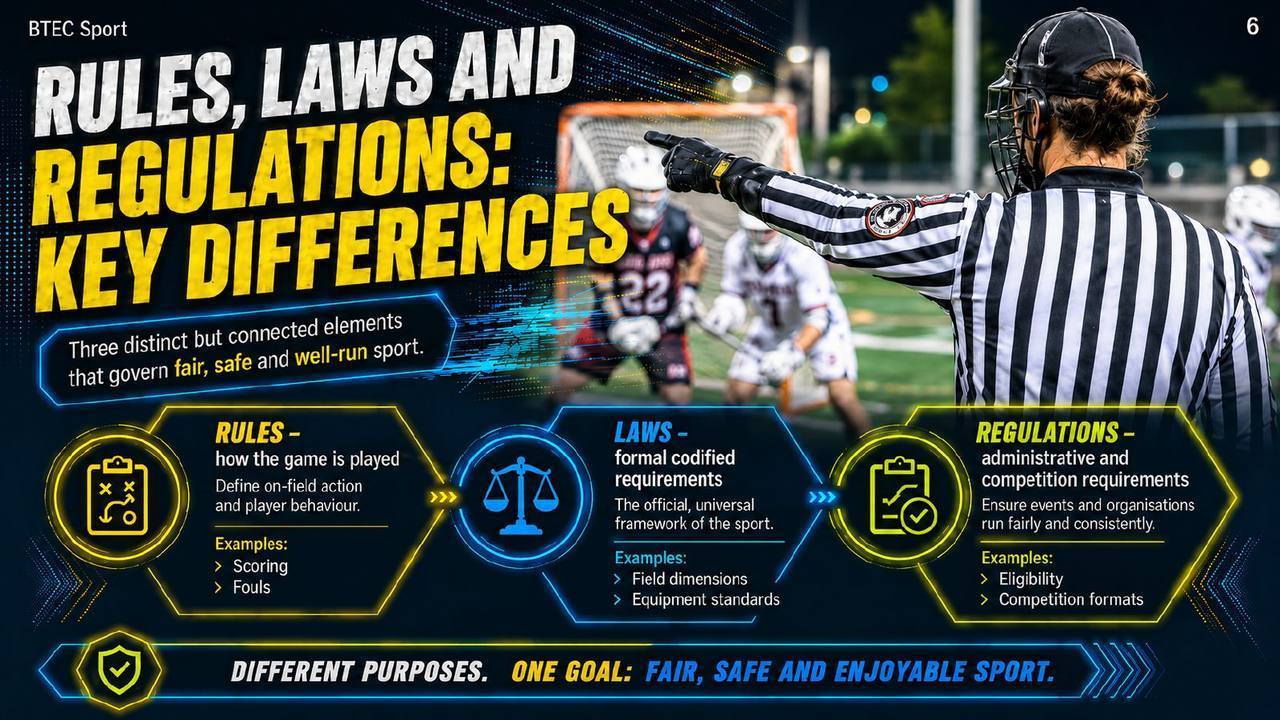 BTEC Sport
6
RULES, LAWS AND
REGULATIONS:
KEY DIFFERENCES
Three distinct but connected elements
that govern fair, safe and well-run sport.
22
7
RULES –
how the game is played
Define on-field action
and player behaviour.
Examples:
> Scoring
> Fouls
LAWS –
formal codified
requirements
The official, universal
framework of the sport.
Examples:
> Field dimensions
> Equipment standards
REGULATIONS –
administrative and
competition requirements
Ensure events and organisations
run fairly and consistently.
Examples:
> Eligibility
> Competition formats
DIFFERENT PURPOSES. ONE GOAL: FAIR, SAFE AND ENJOYABLE SPORT.